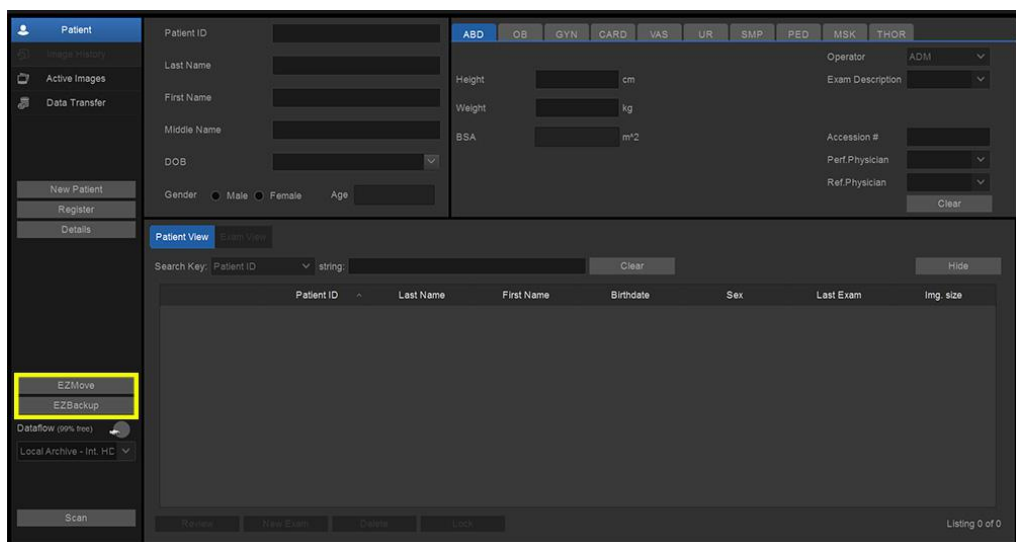 Patient
Image History
Active Images
Data Transfer
New Patient
Register
Details
EZMove
EZBackup
Dataflow (99% free)
Local Archive - Int. HD
Scan
Patient ID
Last Name
First Name
Middle Name
DOB
Gender Male Female Age
ABD OB GYN CARD VAS UR SMP PED MSK THOR
Height cm
Weight kg
BSA m^2
Operator ADM
Exam Description
Accession #
Perf.Physician
Ref.Physician
Clear
Patient View Exam View
Search Key: Patient ID string: Clear Hide
Patient ID Last Name First Name Birthdate Sex Last Exam Img. size
Review New Exam Delete Lock Listing 0 of 0